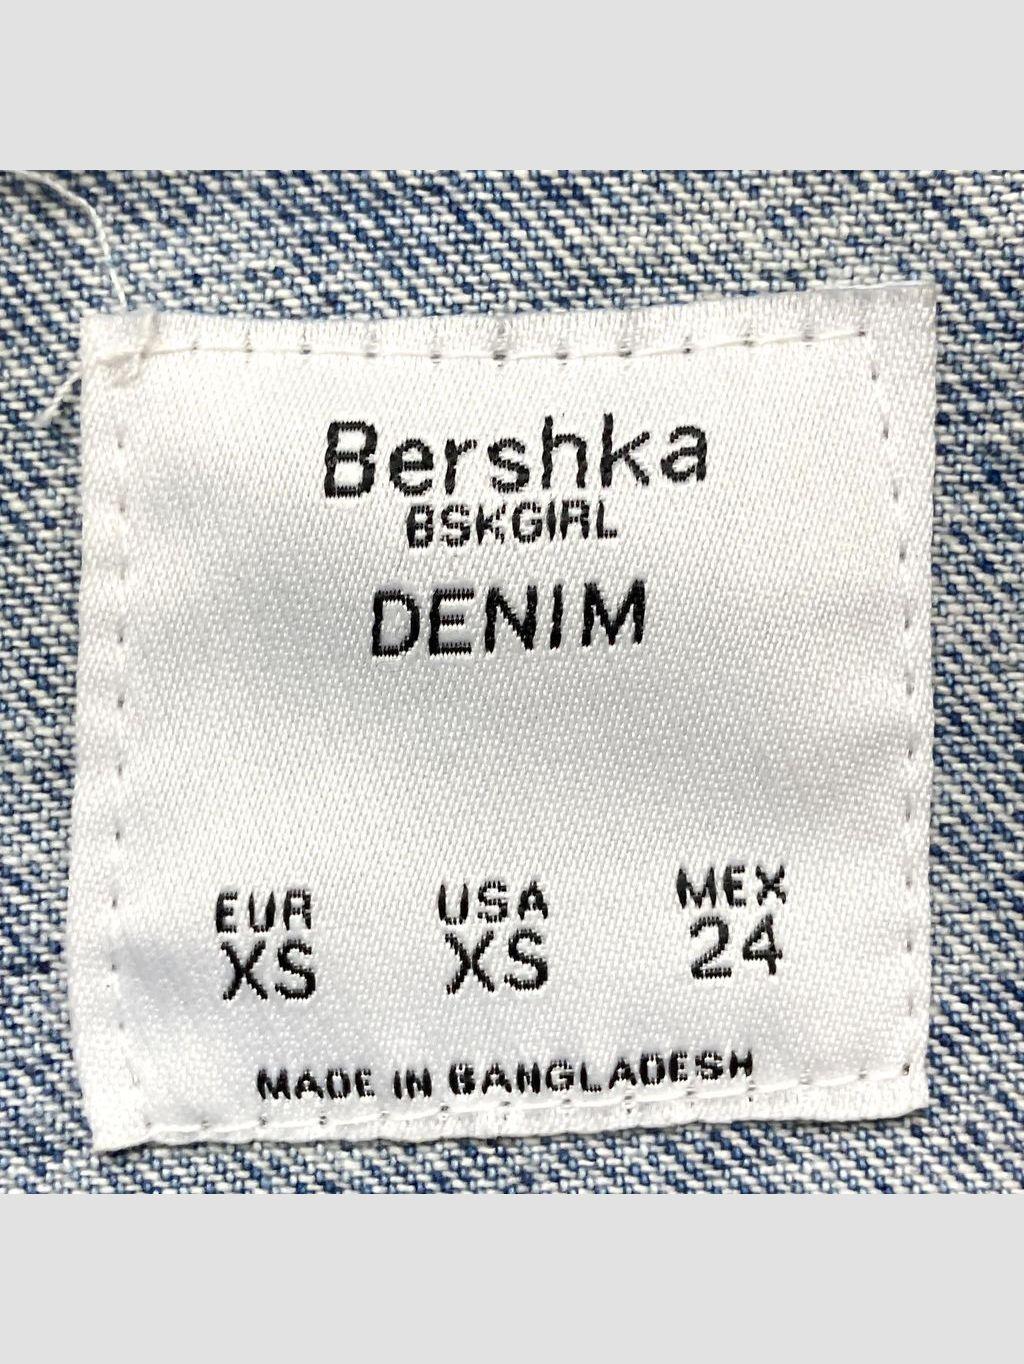 Bershka
BSKGIRL
DENIM
EUR USA MEX
XS XS 24
MADE IN BANGLADESH